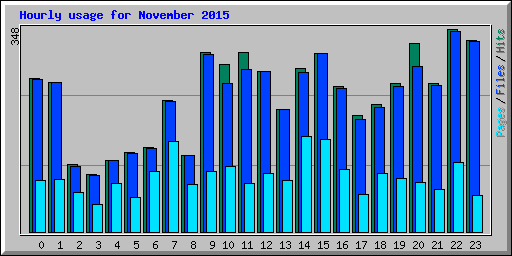 Hourly usage for November 2015
348
Pages/Files/Hits
0 1 2 3 4 5 6 7 8 9 10 11 12 13 14 15 16 17 18 19 20 21 22 23